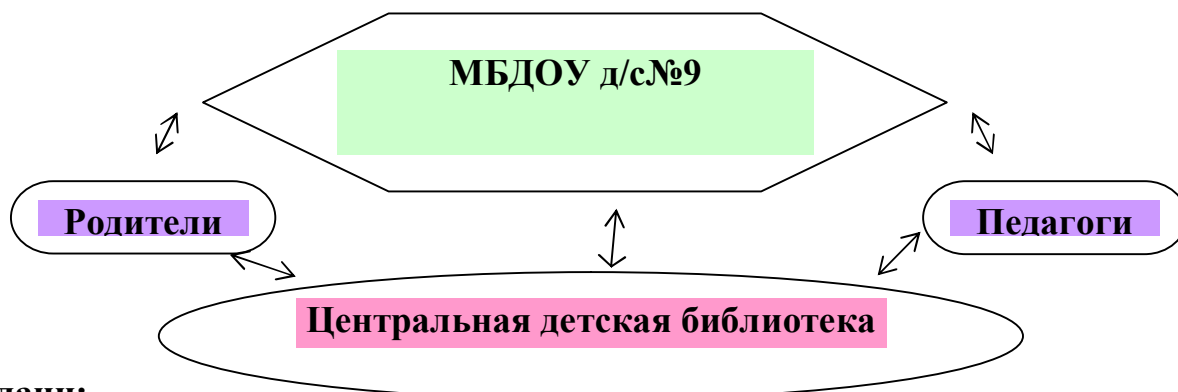 МБДОУ д/с№9
Родители
Педагоги
Центральная детская библиотека